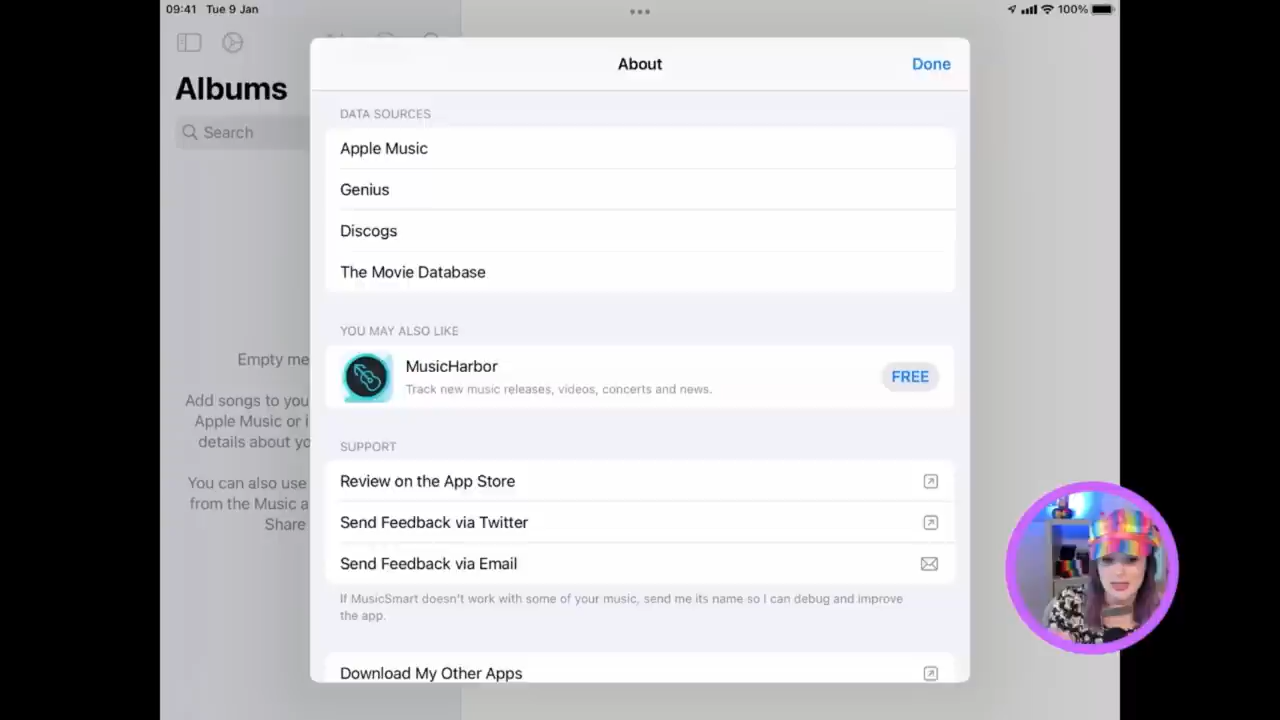 09:41 Tue 9 Jan
100%
Albums
Search
Empty me
Add songs to you
Apple Music or i
details about yo
You can also use
from the Music a
Share
About
Done
DATA SOURCES
Apple Music
Genius
Discogs
The Movie Database
YOU MAY ALSO LIKE
MusicHarbor
Track new music releases, videos, concerts and news.
FREE
SUPPORT
Review on the App Store
Send Feedback via Twitter
Send Feedback via Email
If MusicSmart doesn't work with some of your music, send me its name so I can debug and improve
the app.
Download My Other Apps